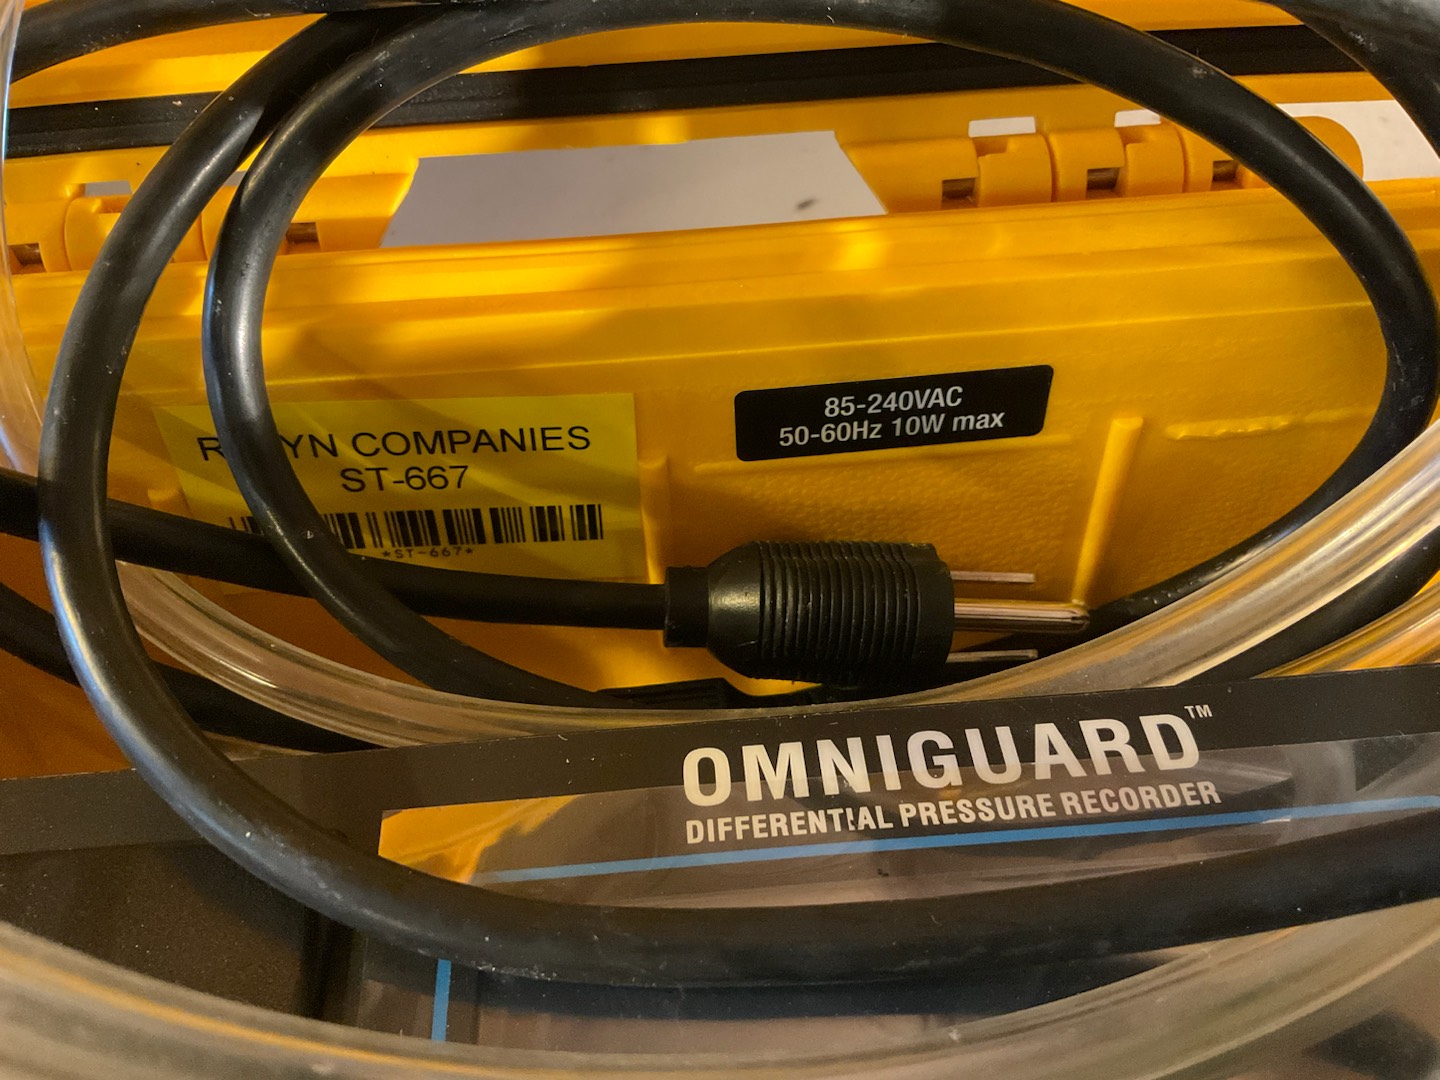 COMPANIES
ST-667
*ST-667*
85-240VAC
50-60Hz 10W max
OMNIGUARD™
DIFFERENTIAL PRESSURE RECORDER